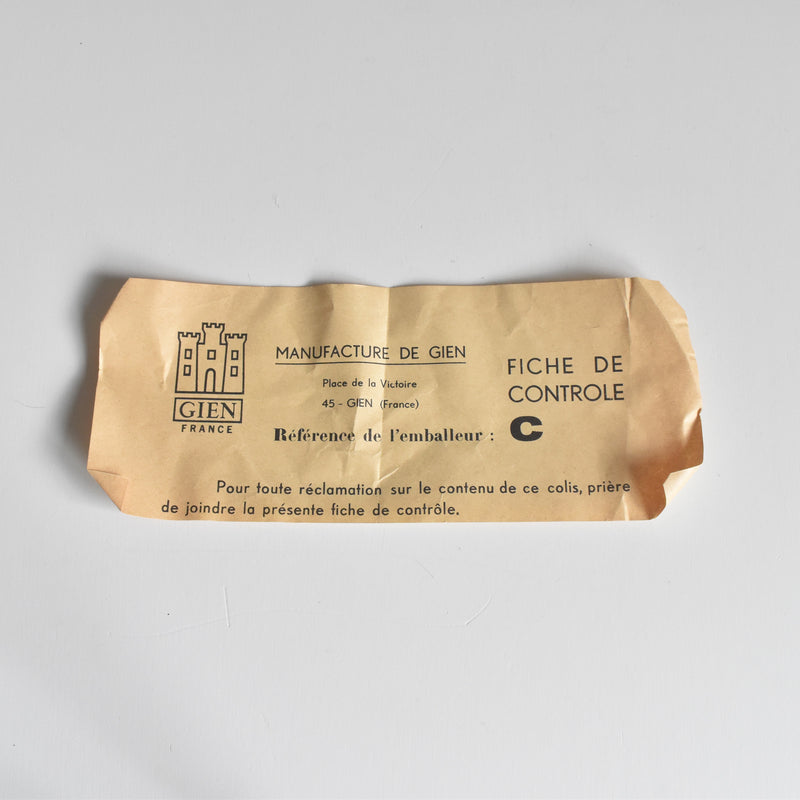 GIEN
FRANCE
MANUFACTURE DE GIEN
Place de la Victoire
45 - GIEN (France)
Référence de l'emballeur :
FICHE DE
CONTROLE
C
Pour toute réclamation sur le contenu de ce colis, prière
de joindre la présente fiche de contrôle.